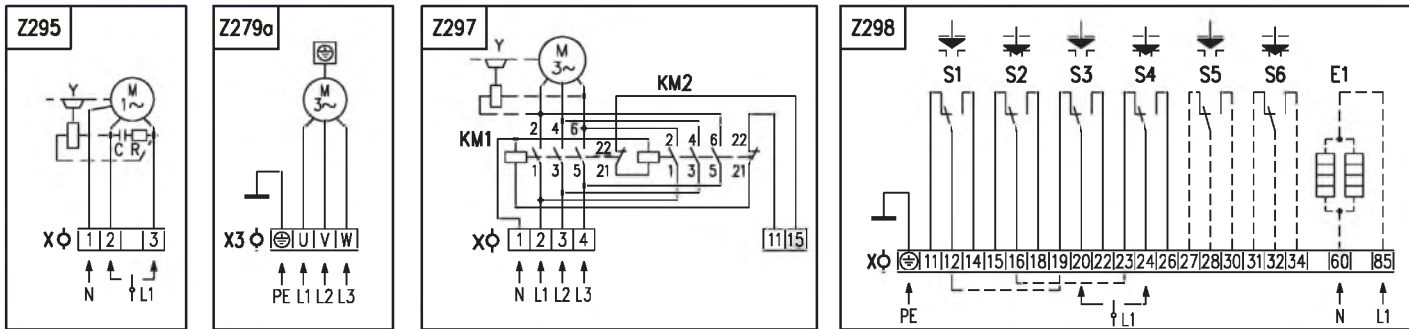 Z295
Y
M
1~
C R
X 1 2 3
N L1
Z279a
M
3~
X3 U V W
PE L1 L2 L3
Z297
Y
M
3~
KM2
KM1
2 4 6 22 2 4 6 22
1 3 5 21 1 3 5 21
X 1 2 3 4 11 15
N L1 L2 L3
Z298
S1 S2 S3 S4 S5 S6 E1
X 11 12 14 15 16 18 19 20 22 23 24 26 27 28 30 31 32 34 60 85
PE L1 N L1